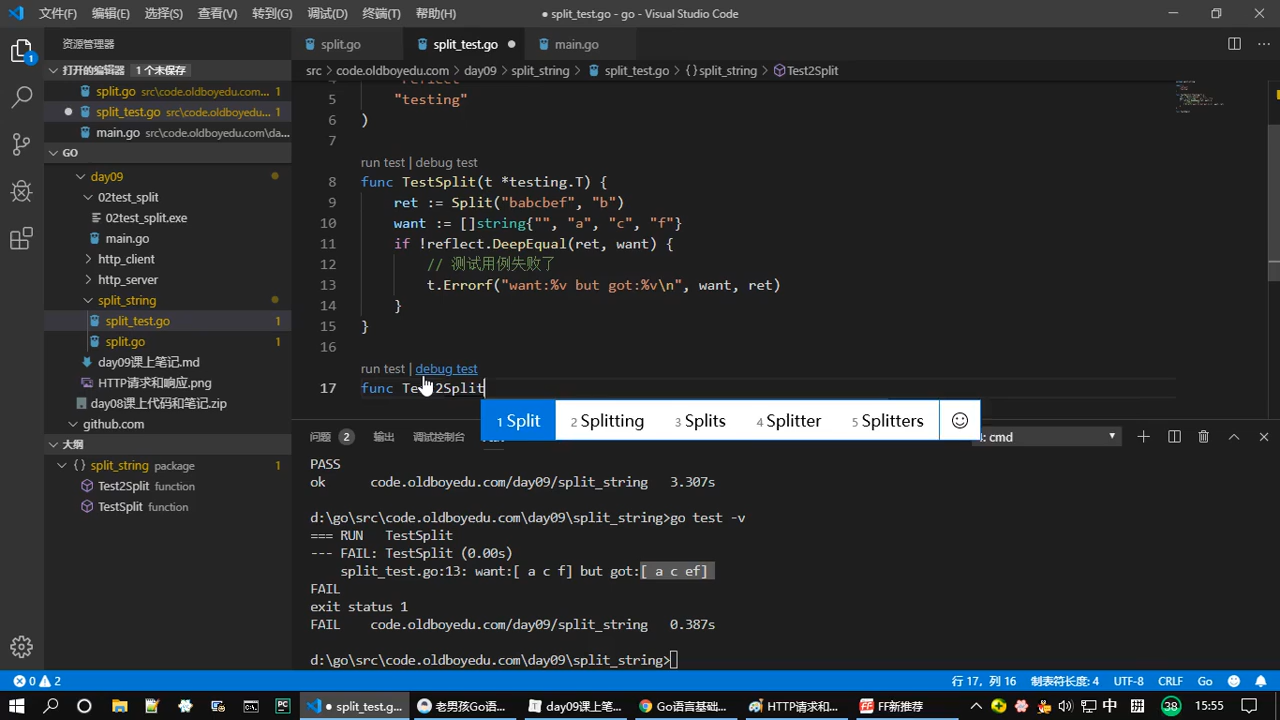 文件(F) 编辑(E) 选择(S) 查看(V) 转到(G) 调试(D) 终端(T) 帮助(H) ● split_test.go - go - Visual Studio Code
资源管理器 split.go split_test.go main.go
打开的编辑器 1 个未保存
split.go src\code.oldboyedu.com... 1
split_test.go src\code.oldboyedu... 1
main.go src\code.oldboyedu.com\da...
GO
day09
02test_split
02test_split.exe
main.go
http_client
http_server
split_string
split_test.go 1
split.go 1
day09课上笔记.md
HTTP请求和响应.png
day08课上代码和笔记.zip
github.com
大纲
split_string package 1
Test2Split function
TestSplit function
src > code.oldboyedu.com > day09 > split_string > split_test.go > {} split_string > Test2Split
4 "reflect"
5 "testing"
6 )
7
run test | debug test
8 func TestSplit(t *testing.T) {
9 ret := Split("babcbef", "b")
10 want := []string{"", "a", "c", "f"}
11 if !reflect.DeepEqual(ret, want) {
12 // 测试用例失败了
13 t.Errorf("want:%v but got:%v\n", want, ret)
14 }
15 }
16
run test | debug test
17 func Test2Split
1 Split 2 Splitting 3 Splits 4 Splitter 5 Splitters
问题 2 输出 调试控制台 : cmd
PASS
ok code.oldboyedu.com/day09/split_string 3.307s
d:\go\src\code.oldboyedu.com\day09\split_string>go test -v
=== RUN TestSplit
--- FAIL: TestSplit (0.00s)
split_test.go:13: want:[ a c f] but got:[ a c ef]
FAIL
exit status 1
FAIL code.oldboyedu.com/day09/split_string 0.387s
d:\go\src\code.oldboyedu.com\day09\split_string>
0 2 行 17, 列 16 制表符长度: 4 UTF-8 CRLF Go
● split_test.g... 老男孩Go语... day09课上笔... Go语言基础... HTTP请求和... FF新推荐 中 拼 38 15:55